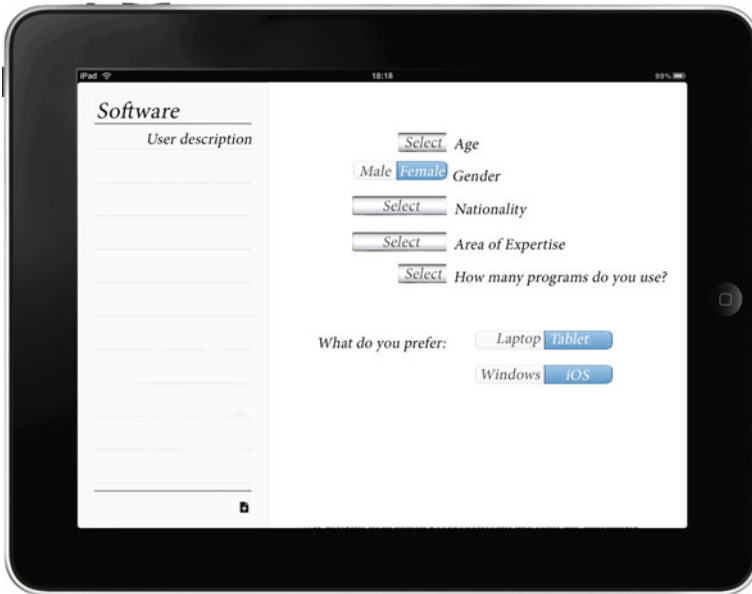 iPad 18:18 99%
Software
User description
Select Age
Male Female Gender
Select Nationality
Select Area of Expertise
Select How many programs do you use?
What do you prefer: Laptop Tablet
Windows iOS